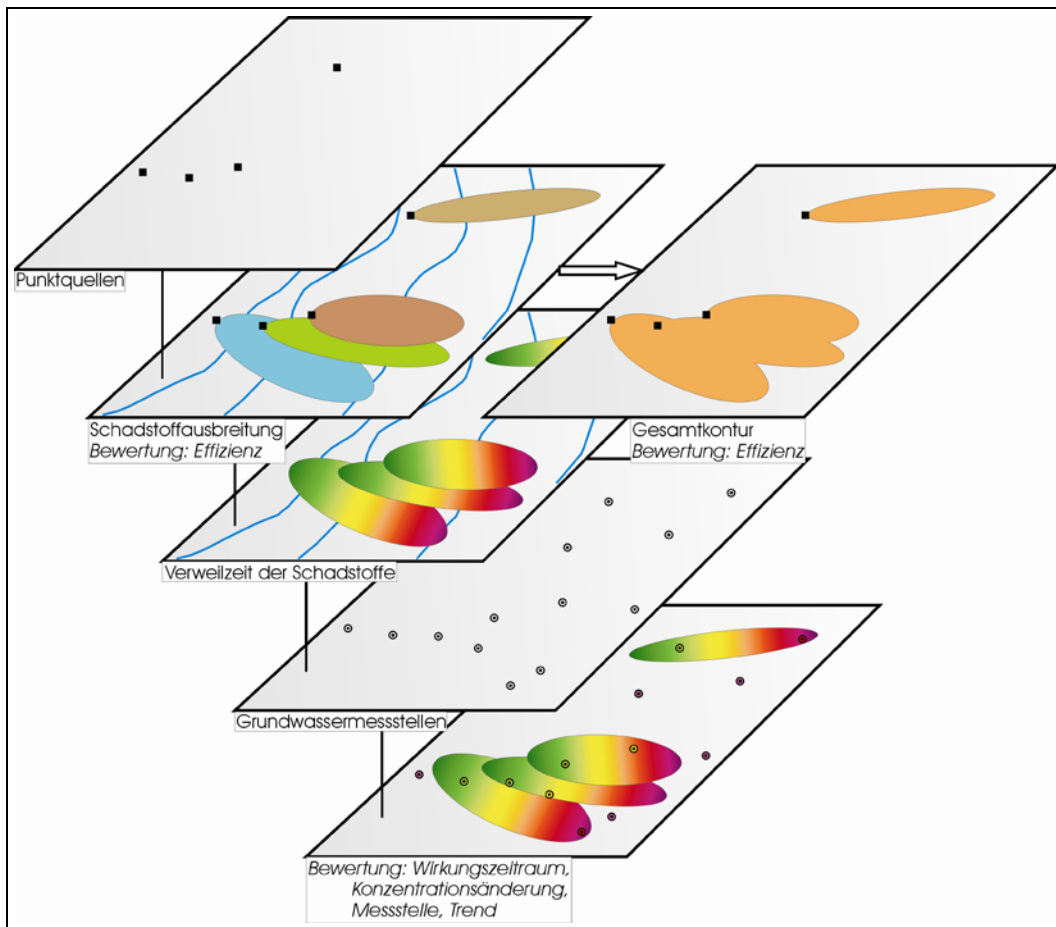 Punktquellen
Schadstoffausbreitung
Bewertung: Effizienz
Gesamtkontur
Bewertung: Effizienz
Verweilzeit der Schadstoffe
Grundwassermessstellen
Bewertung: Wirkungszeitraum,
Konzentrationsänderung,
Messstelle, Trend